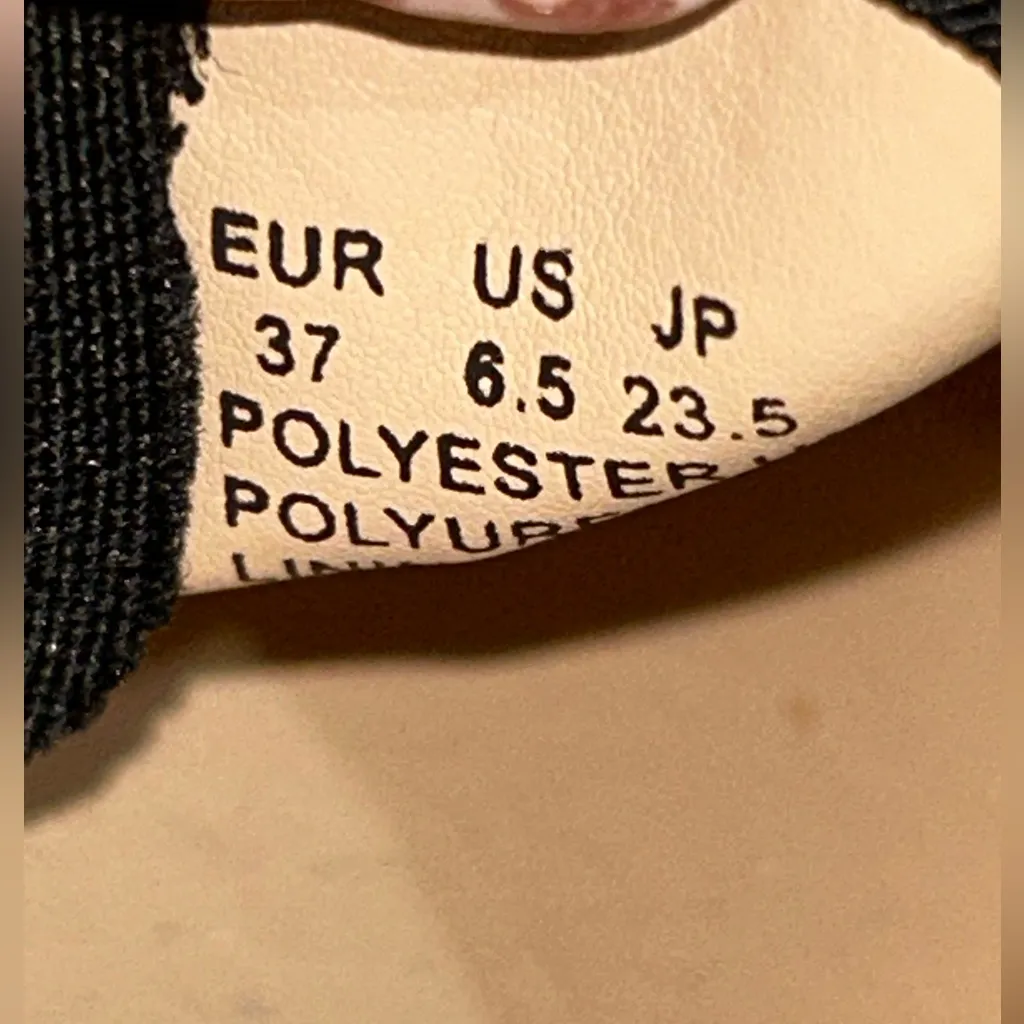 EUR US JP
37 6.5 23.5
POLYESTER